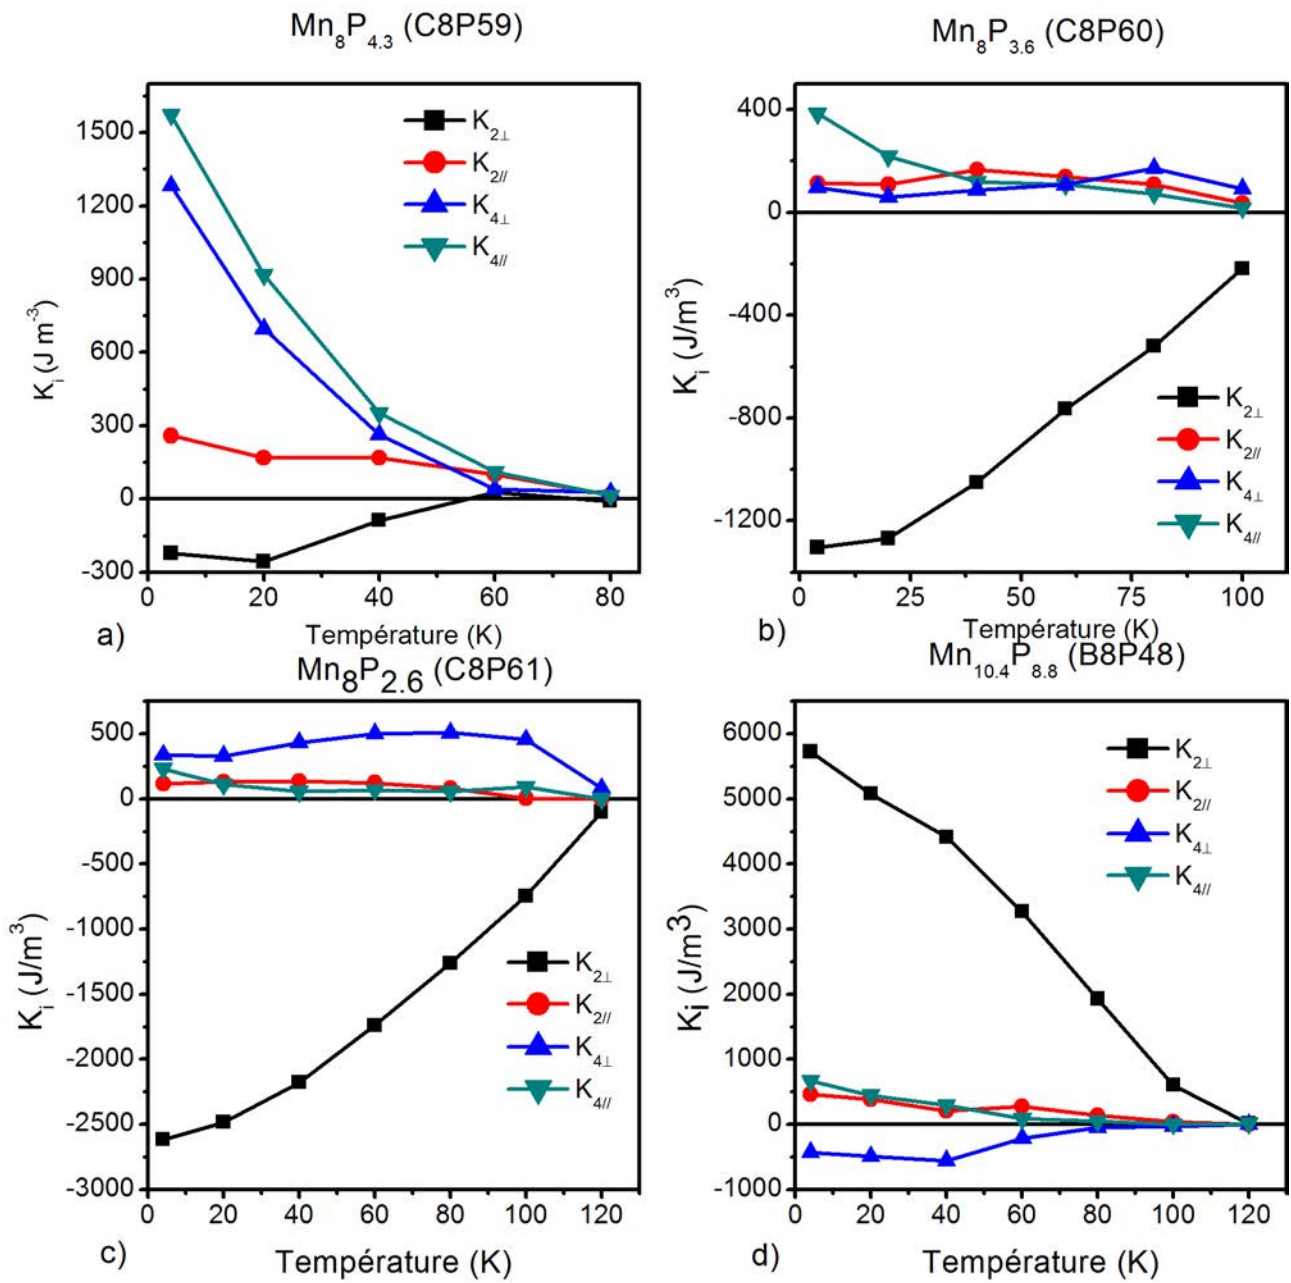 Mn8P4.3 (C8P59)
1500
1200
900
600
300
0
-300
Ki (J m-3)
K2⊥
K2//
K4⊥
K4//
0 20 40 60 80
Température (K)
a)
Mn8P3.6 (C8P60)
400
0
-400
-800
-1200
Ki (J/m3)
K2⊥
K2//
K4⊥
K4//
0 25 50 75 100
Température (K)
b)
Mn8P2.6 (C8P61)
500
0
-500
-1000
-1500
-2000
-2500
-3000
Ki (J/m3)
K2⊥
K2//
K4⊥
K4//
0 20 40 60 80 100 120
Température (K)
c)
Mn10.4P8.8 (B8P48)
6000
5000
4000
3000
2000
1000
0
-1000
Ki (J/m3)
K2⊥
K2//
K4⊥
K4//
0 20 40 60 80 100 120
Température (K)
d)